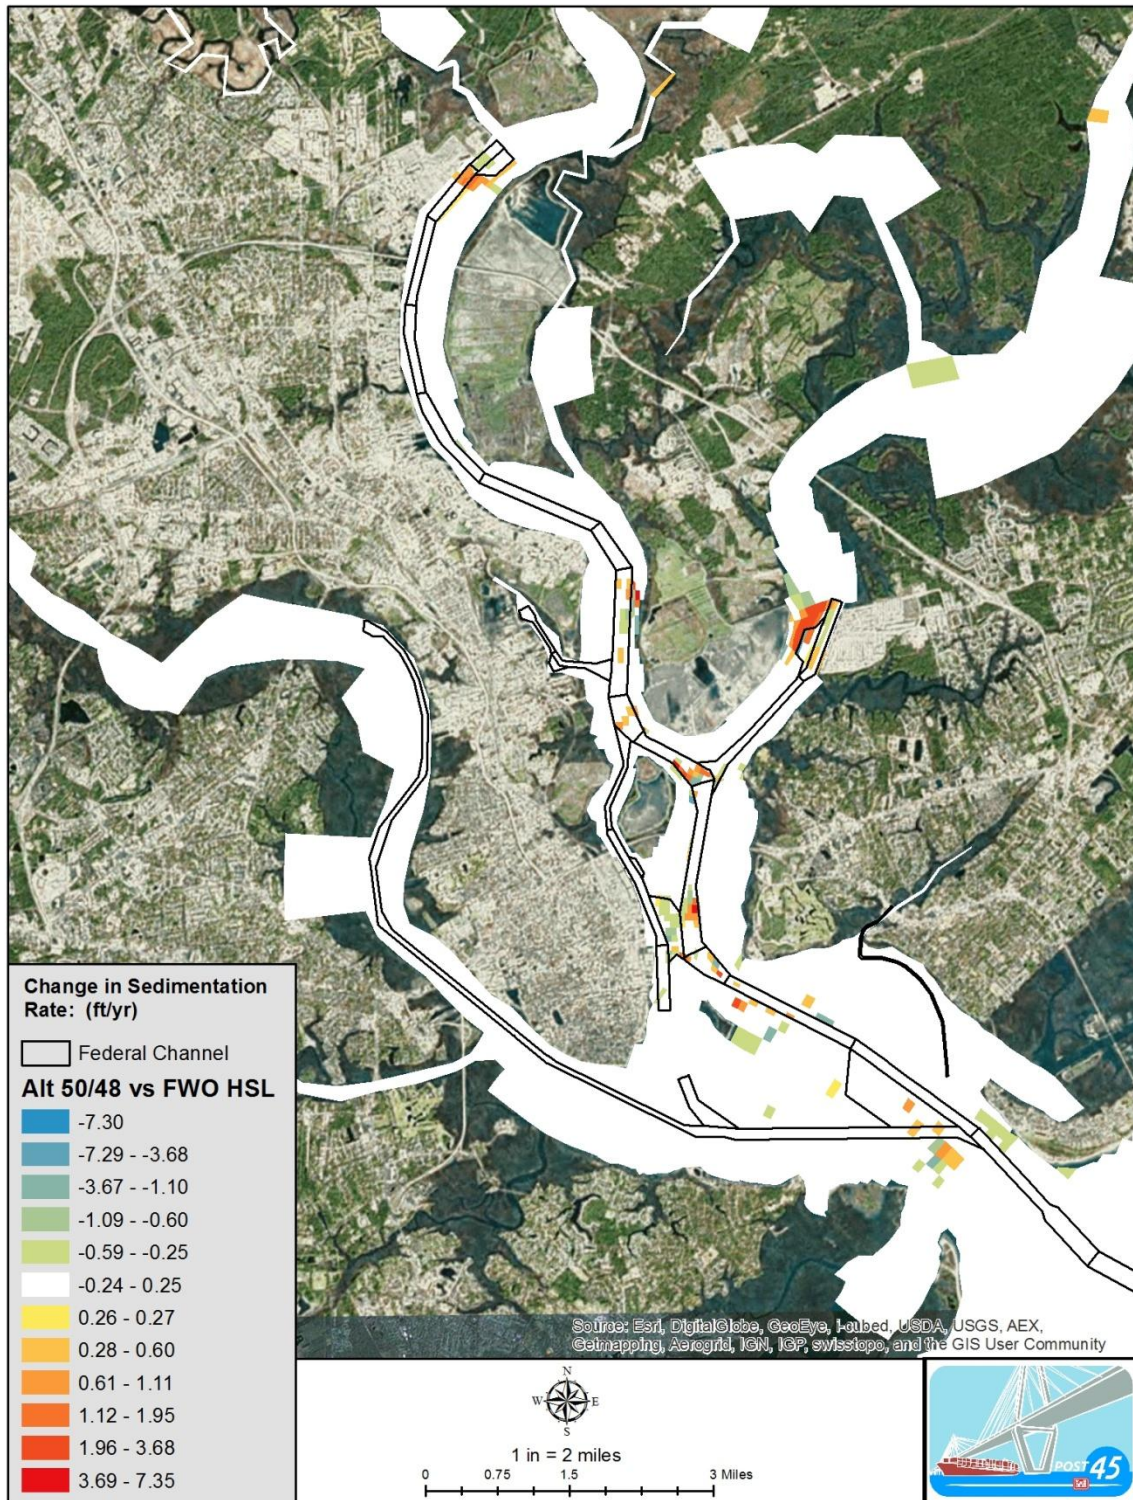 Change in Sedimentation
Rate: (ft/yr)
Federal Channel
Alt 50/48 vs FWO HSL
-7.30
-7.29 - -3.68
-3.67 - -1.10
-1.09 - -0.60
-0.59 - -0.25
-0.24 - 0.25
0.26 - 0.27
0.28 - 0.60
0.61 - 1.11
1.12 - 1.95
1.96 - 3.68
3.69 - 7.35
Source: Esri, DigitalGlobe, GeoEye, i-cubed, USDA, USGS, AEX,
Getmapping, Aerogrid, IGN, IGP, swisstopo, and the GIS User Community
N
W E
S
1 in = 2 miles
0 0.75 1.5 3 Miles
POST 45